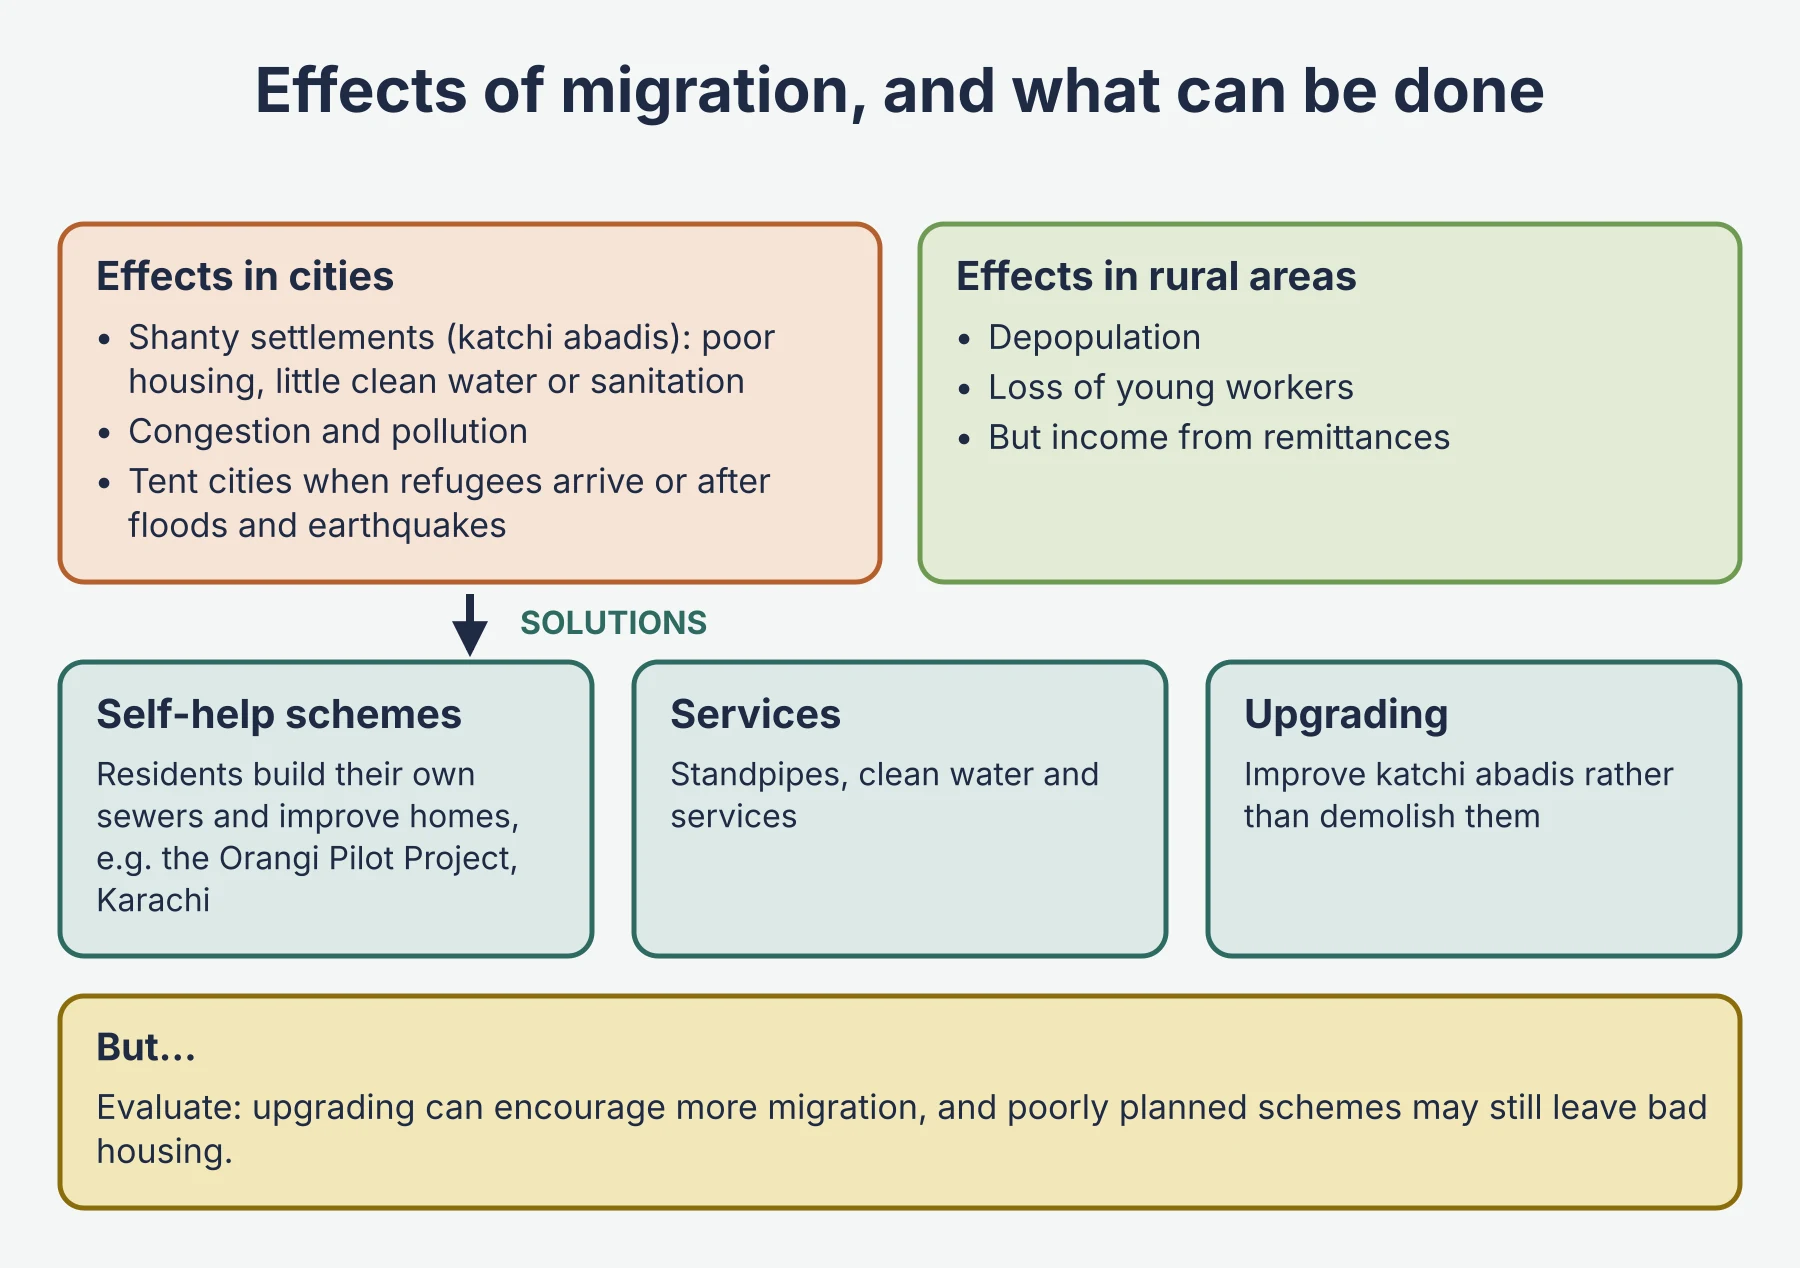 Effects of migration, and what can be done
Effects in cities
• Shanty settlements (katchi abadis): poor
housing, little clean water or sanitation
• Congestion and pollution
• Tent cities when refugees arrive or after
floods and earthquakes
Effects in rural areas
• Depopulation
• Loss of young workers
• But income from remittances
SOLUTIONS
Self-help schemes
Residents build their own
sewers and improve homes,
e.g. the Orangi Pilot Project,
Karachi
Services
Standpipes, clean water and
services
Upgrading
Improve katchi abadis rather
than demolish them
But...
Evaluate: upgrading can encourage more migration, and poorly planned schemes may still leave bad
housing.